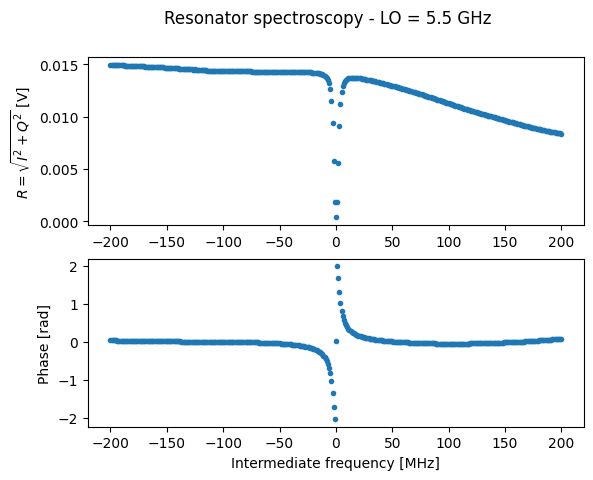 Resonator spectroscopy - LO = 5.5 GHz
R = √I² + Q² [V]
0.015
0.010
0.005
0.000
−200 −150 −100 −50 0 50 100 150 200
Phase [rad]
2
1
0
−1
−2
−200 −150 −100 −50 0 50 100 150 200
Intermediate frequency [MHz]